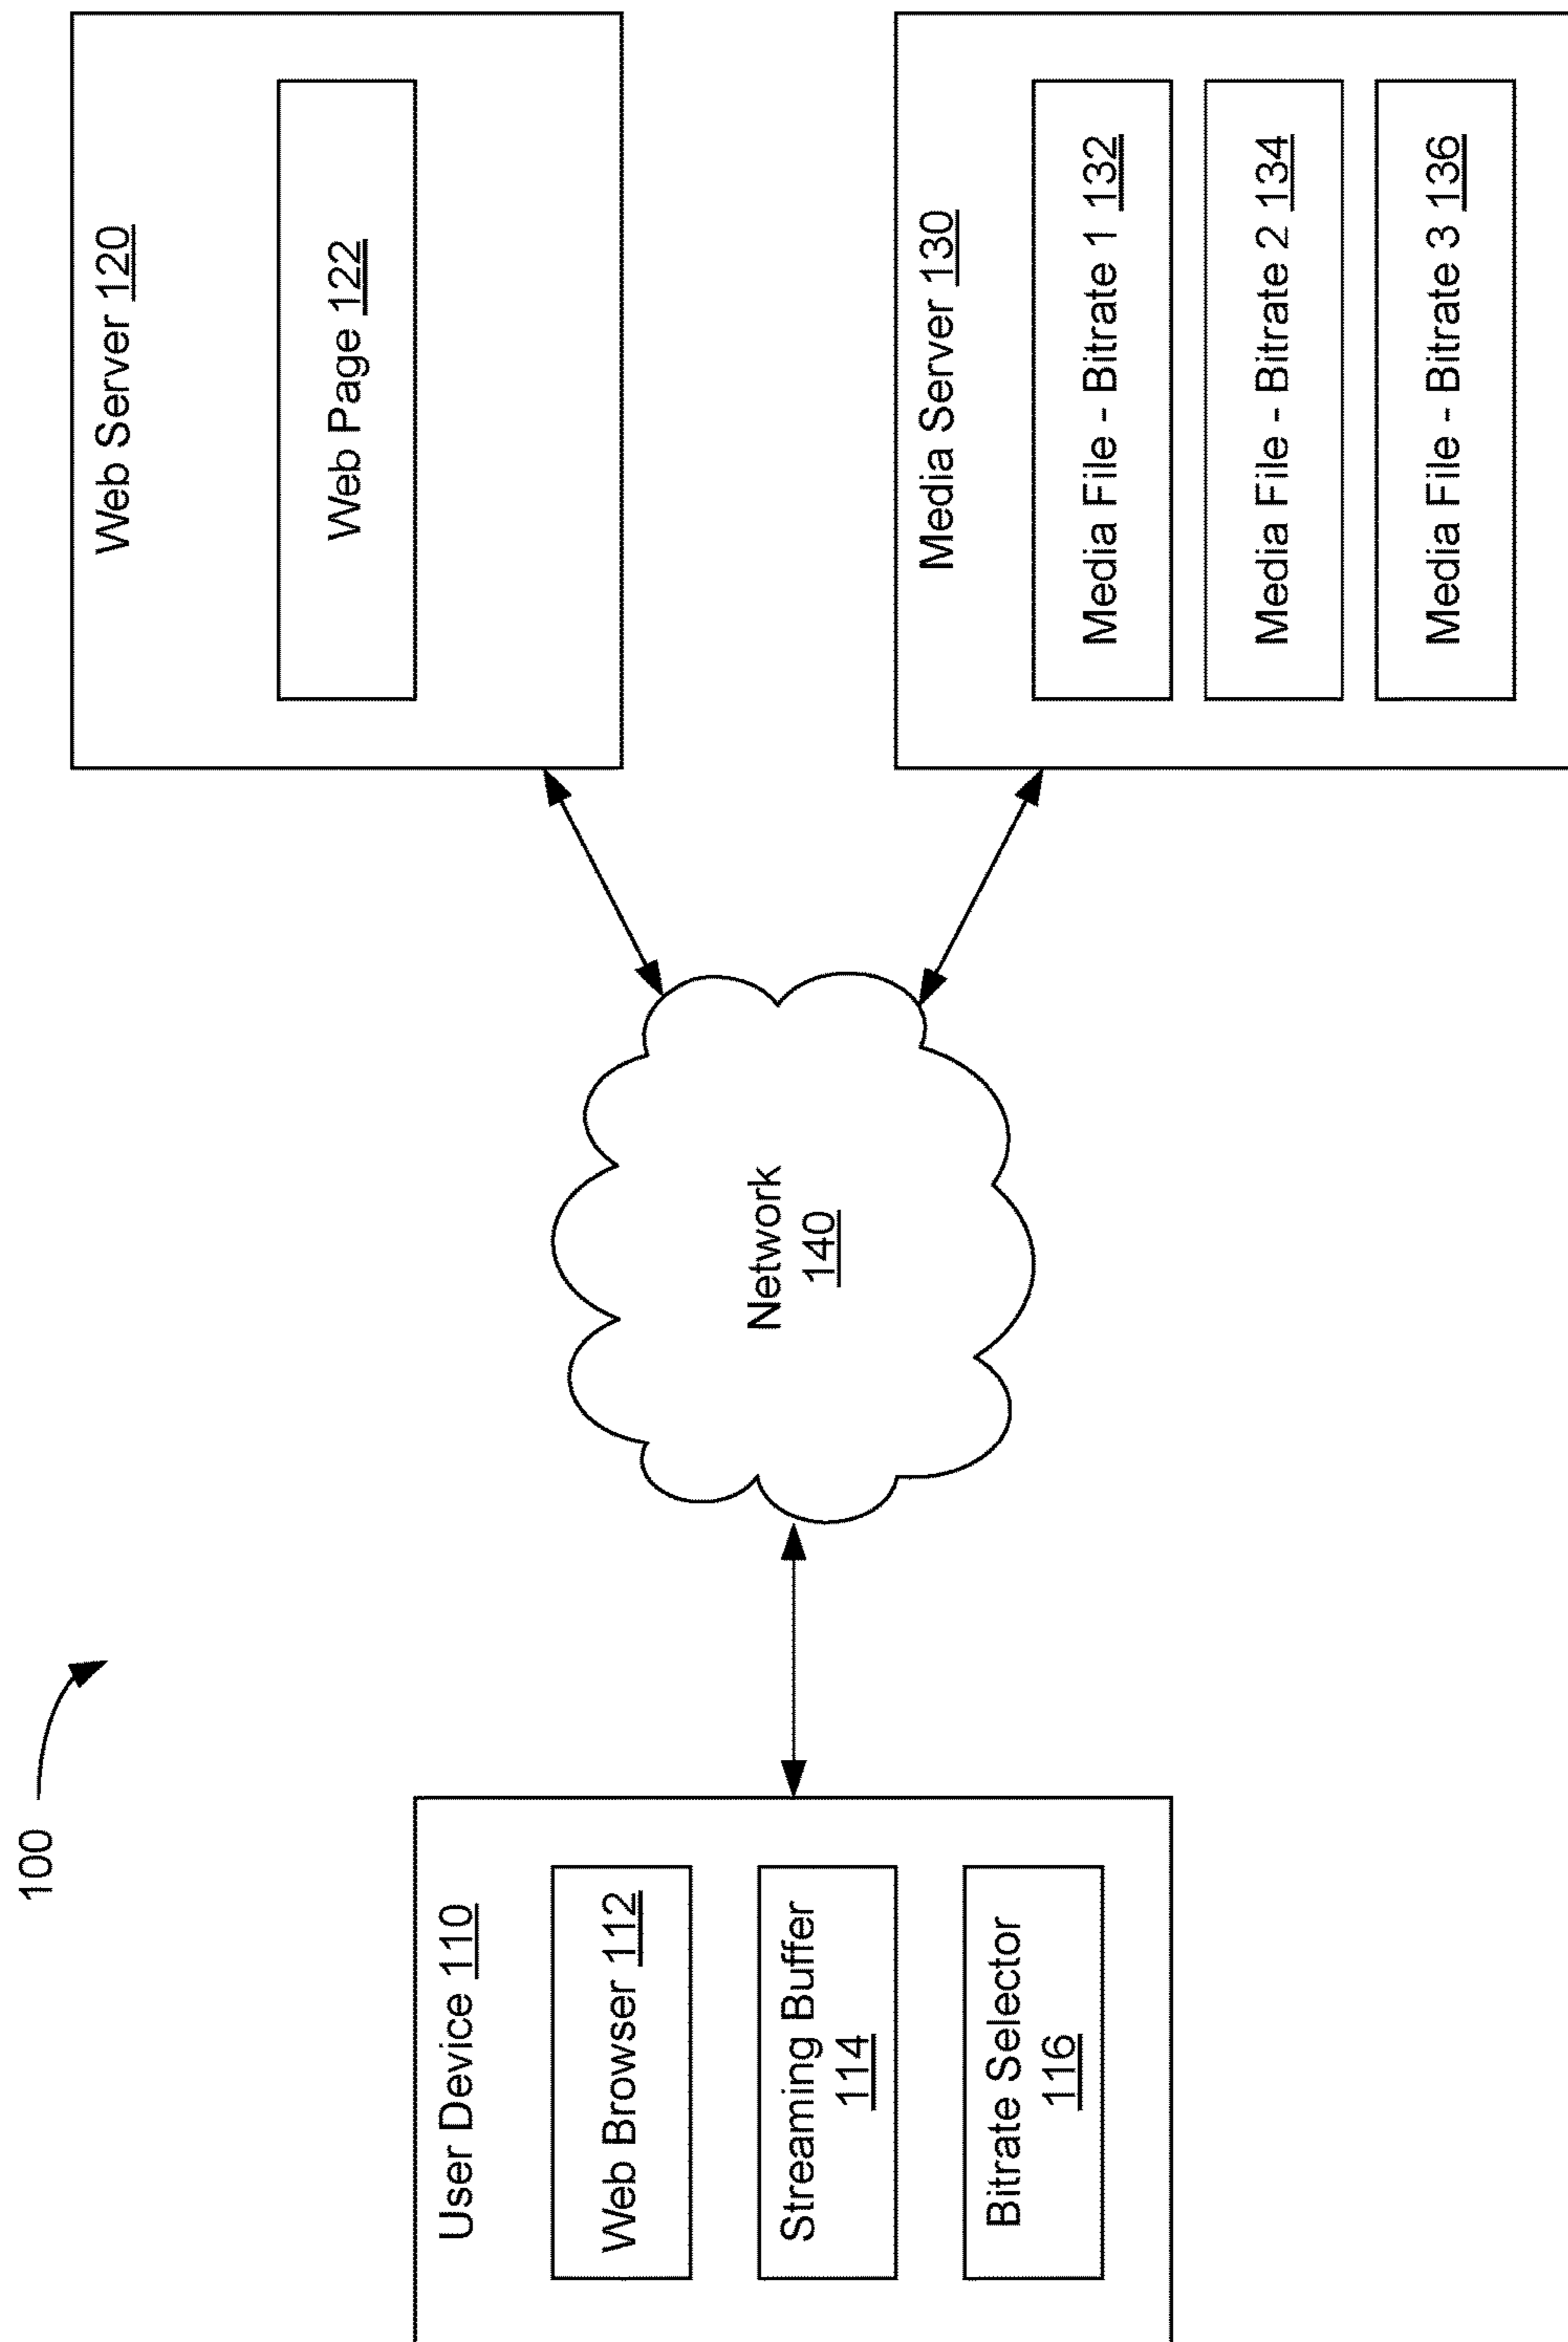 100
User Device 110
Web Browser 112
Streaming Buffer
114
Bitrate Selector
116
Network
140
Web Server 120
Web Page 122
Media Server 130
Media File - Bitrate 1 132
Media File - Bitrate 2 134
Media File - Bitrate 3 136